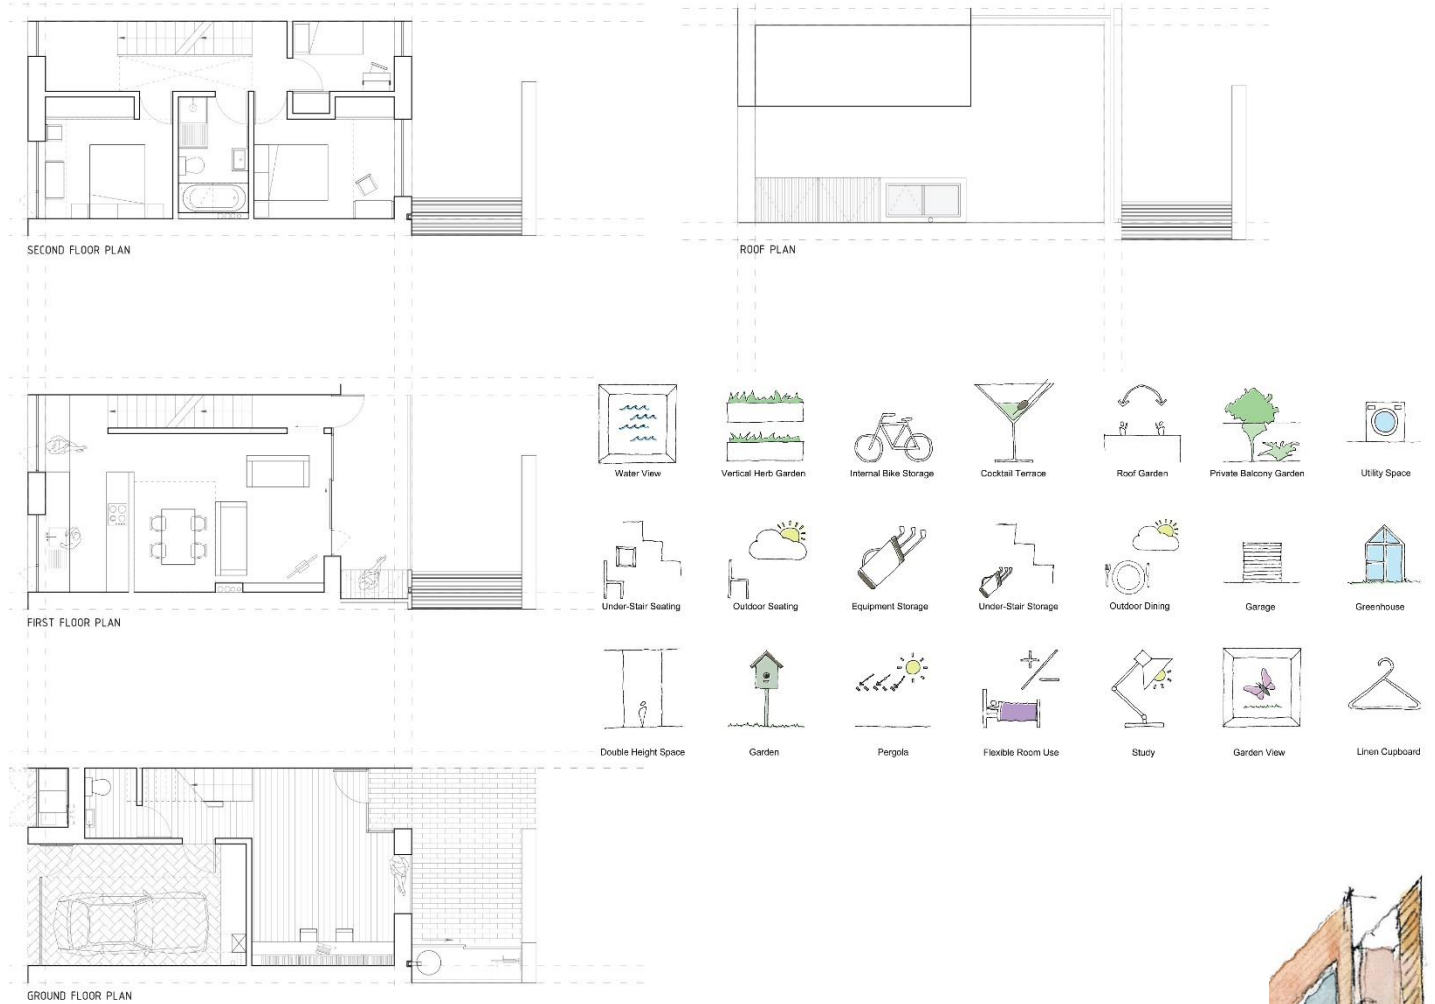 SECOND FLOOR PLAN
ROOF PLAN
FIRST FLOOR PLAN
Water View
Vertical Herb Garden
Internal Bike Storage
Cocktail Terrace
Roof Garden
Private Balcony Garden
Utility Space
Under-Stair Seating
Outdoor Seating
Equipment Storage
Under-Stair Storage
Outdoor Dining
Garage
Greenhouse
Double Height Space
Garden
Pergola
Flexible Room Use
Study
Garden View
Linen Cupboard
GROUND FLOOR PLAN